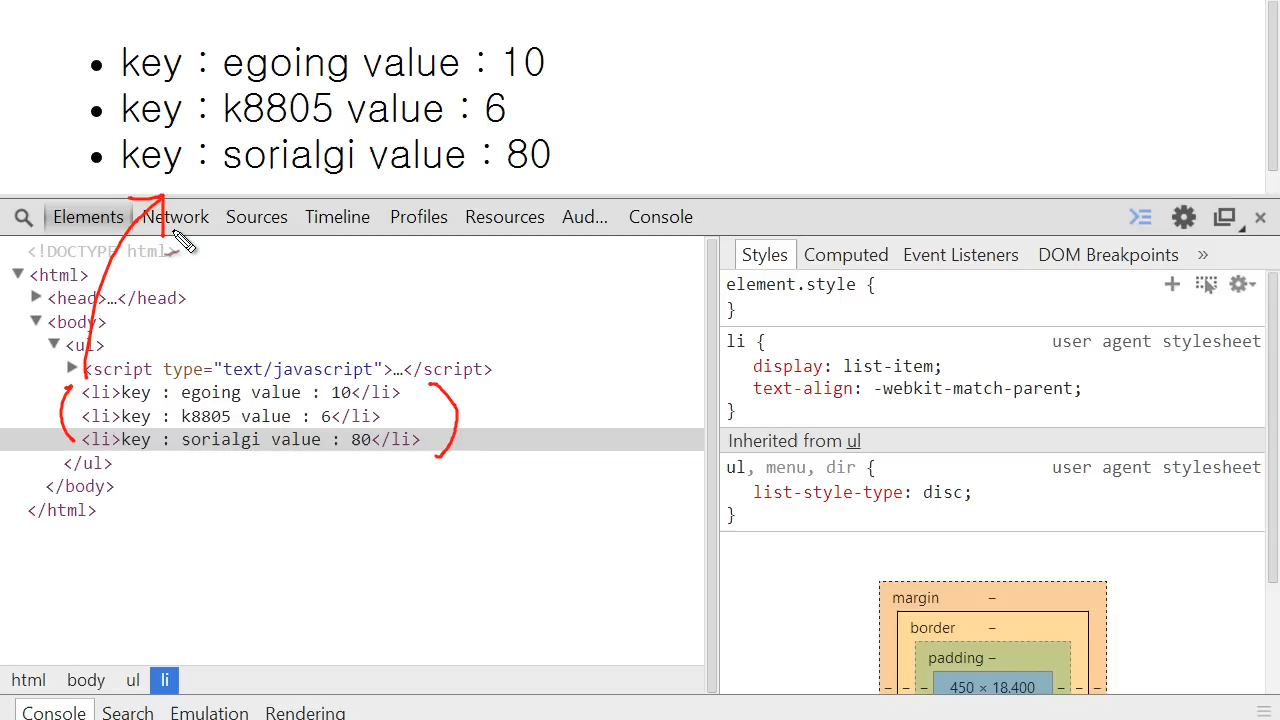 key : egoing value : 10
key : k8805 value : 6
key : sorialgi value : 80
Elements Network Sources Timeline Profiles Resources Aud... Console
<!DOCTYPE html>
<html>
<head>…</head>
<body>
<ul>
<script type="text/javascript">…</script>
<li>key : egoing value : 10</li>
<li>key : k8805 value : 6</li>
<li>key : sorialgi value : 80</li>
</ul>
</body>
</html>
html body ul li
Styles Computed Event Listeners DOM Breakpoints »
element.style {
}
li { user agent stylesheet
display: list-item;
text-align: -webkit-match-parent;
}
Inherited from ul
ul, menu, dir { user agent stylesheet
list-style-type: disc;
}
margin –
border –
padding –
– – – 450 × 18.400 – – –
Console Search Emulation Rendering